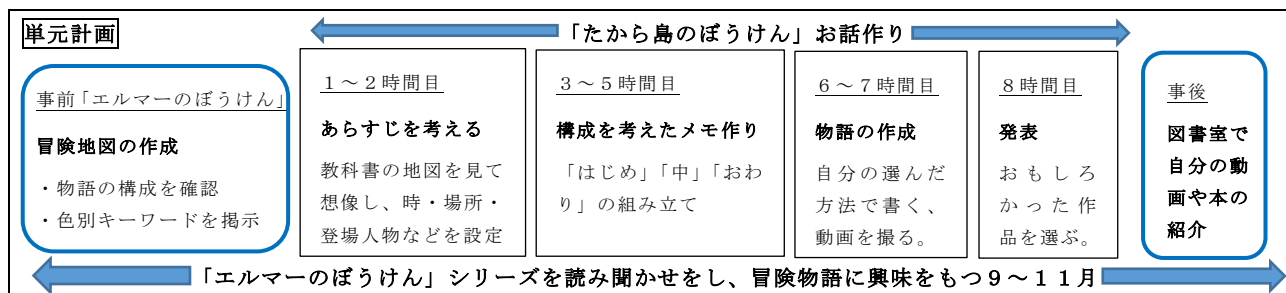 単元計画
「たから島のぼうけん」お話作り
事前「エルマーのぼうけん」
冒険地図の作成
・物語の構成を確認
・色別キーワードを掲示
１～２時間目
あらすじを考える
教科書の地図を見て
想像し、時・場所・
登場人物などを設定
３～５時間目
構成を考えたメモ作り
「はじめ」「中」「おわ
り」の組み立て
６～７時間目
物語の作成
自分の選んだ
方法で書く、
動画を撮る。
８時間目
発表
おもしろ
かった作
品を選ぶ。
事後
図書室で
自分の動
画や本の
紹介
「エルマーのぼうけん」シリーズを読み聞かせをし、冒険物語に興味をもつ９～１１月